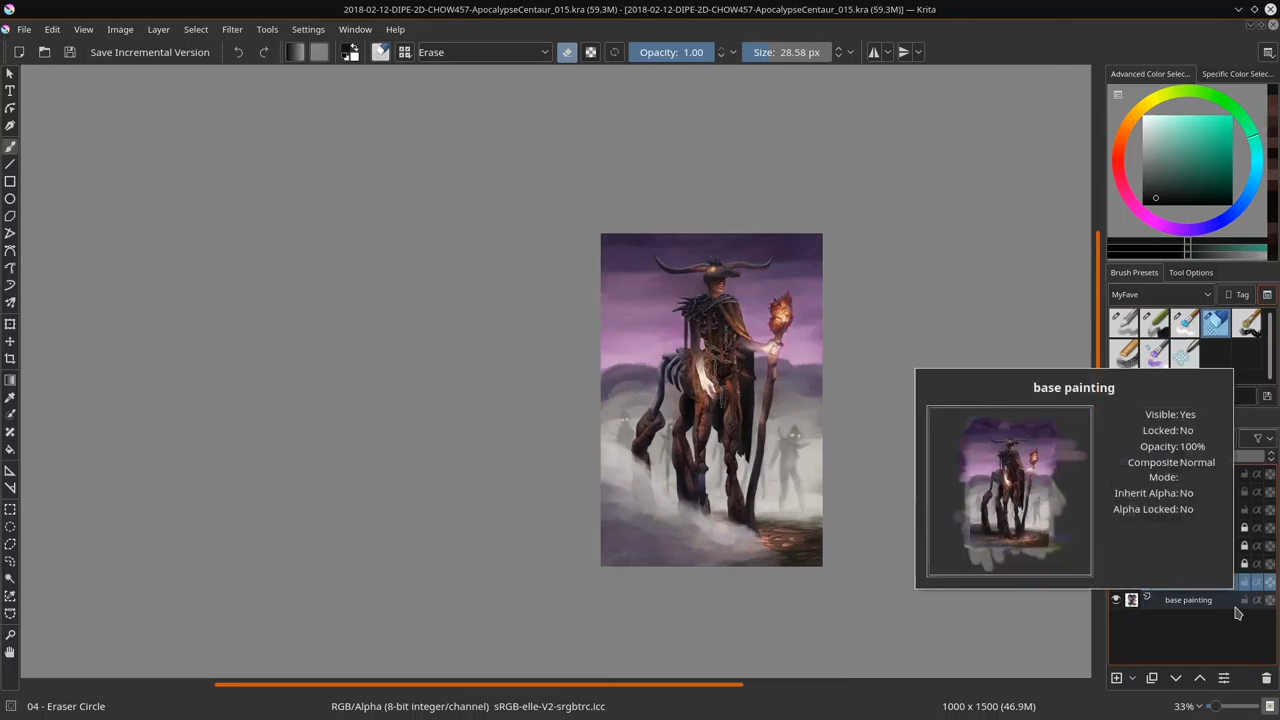 2018-02-12-DIPE-2D-CHOW457-ApocalypseCentaur_015.kra (59.3M) - [2018-02-12-DIPE-2D-CHOW457-ApocalypseCentaur_015.kra (59.3M)] — Krita
File Edit View Image Layer Select Filter Tools Settings Window Help
Save Incremental Version Erase Opacity: 1.00 Size: 28.58 px
Advanced Color Selec... Specific Color Selec...
Brush Presets Tool Options
MyFave Tag
base painting
Visible: Yes
Locked: No
Opacity: 100%
Composite Normal
Mode:
Inherit Alpha: No
Alpha Locked: No
base painting
04 - Eraser Circle RGB/Alpha (8-bit integer/channel) sRGB-elle-V2-srgbtrc.icc 1000 x 1500 (46.9M) 33%